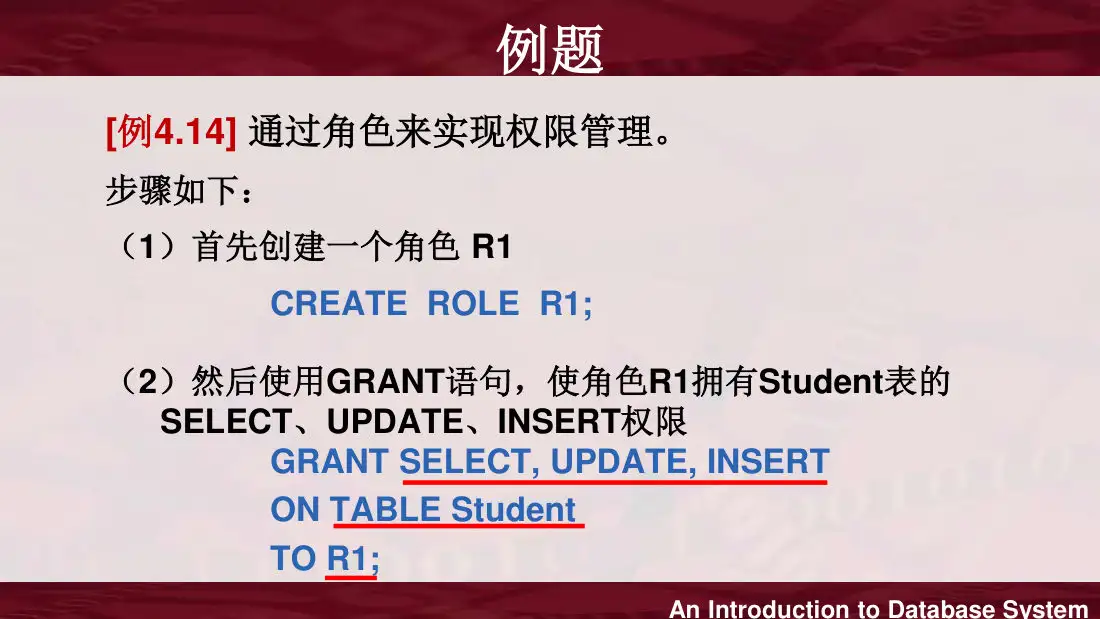 例题
[例4.14] 通过角色来实现权限管理。
步骤如下：
（1）首先创建一个角色 R1
CREATE ROLE R1;
（2）然后使用GRANT语句，使角色R1拥有Student表的
SELECT、UPDATE、INSERT权限
GRANT SELECT, UPDATE, INSERT
ON TABLE Student
TO R1;
An Introduction to Database System